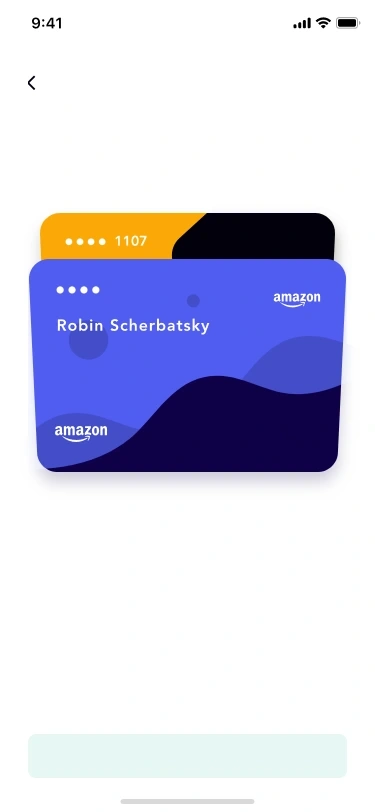 9:41
•••• 1107
••••
amazon
Robin Scherbatsky
amazon